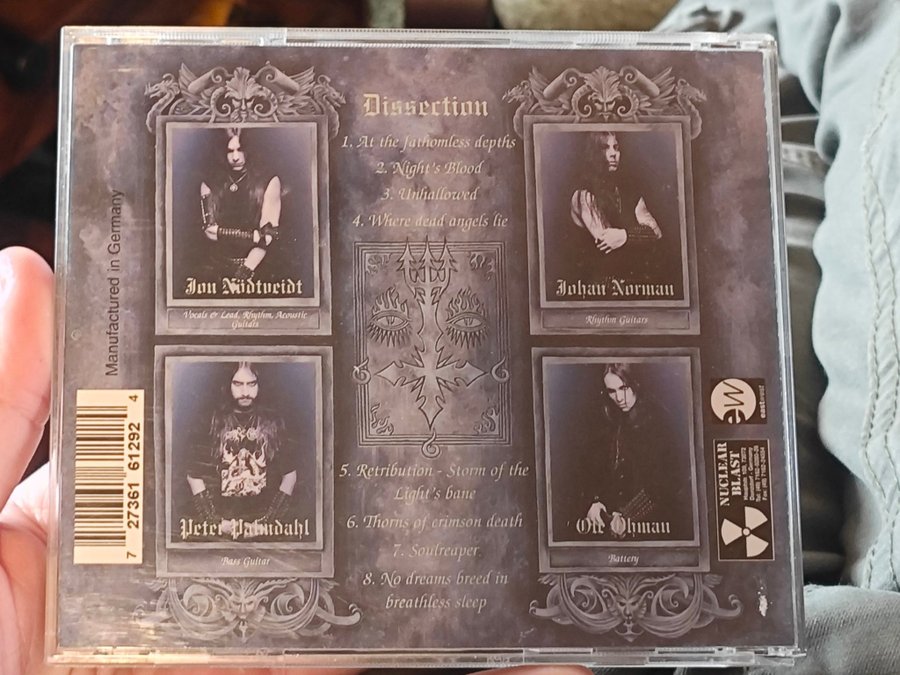 Dissection
1. At the fathomless depths
2. Night's Blood
3. Unhallowed
4. Where dead angels lie
5. Retribution - Storm of the
Light's bane
6. Thorns of crimson death
7. Soulreaper
8. No dreams breed in
breathless sleep
Jon Nödtveidt
Vocals & Lead, Rhythm, Acoustic
Guitars
Johan Norman
Rhythm Guitars
Peter Palmdahl
Bass Guitar
Ole Öhman
Battery
Manufactured in Germany
7 27361 61292 4
eastwest
NUCLEAR
BLAST